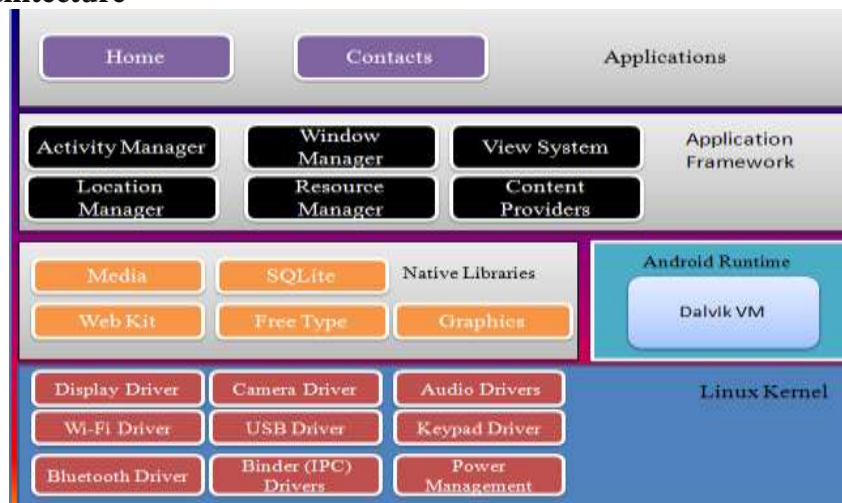 Home
Contacts
Applications
Activity Manager
Window
Manager
View System
Application
Framework
Location
Manager
Resource
Manager
Content
Providers
Media
SQLite
Native Libraries
Android Runtime
Web Kit
Free Type
Graphics
Dalvik VM
Display Driver
Camera Driver
Audio Drivers
Linux Kernel
Wi-Fi Driver
USB Driver
Keypad Driver
Bluetooth Driver
Binder (IPC)
Drivers
Power
Management